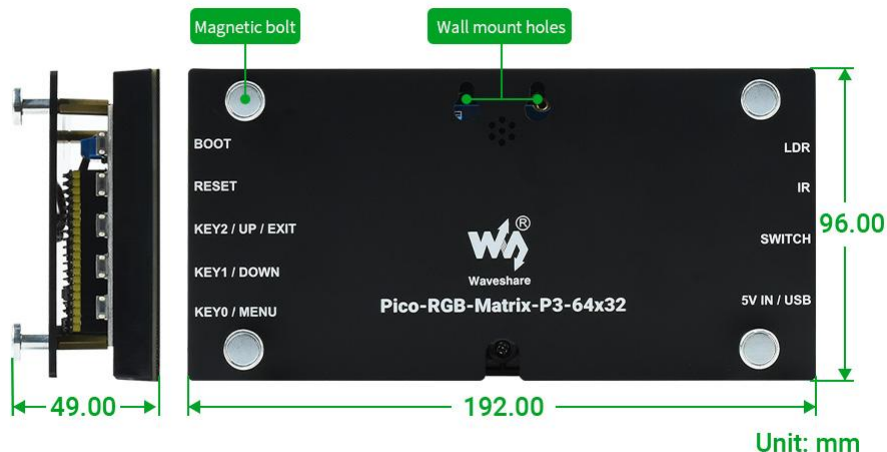 Magnetic bolt
Wall mount holes
BOOT
LDR
RESET
IR
KEY2 / UP / EXIT
SWITCH
KEY1 / DOWN
KEY0 / MENU
5V IN / USB
®
Waveshare
Pico-RGB-Matrix-P3-64x32
96.00
49.00
192.00
Unit: mm